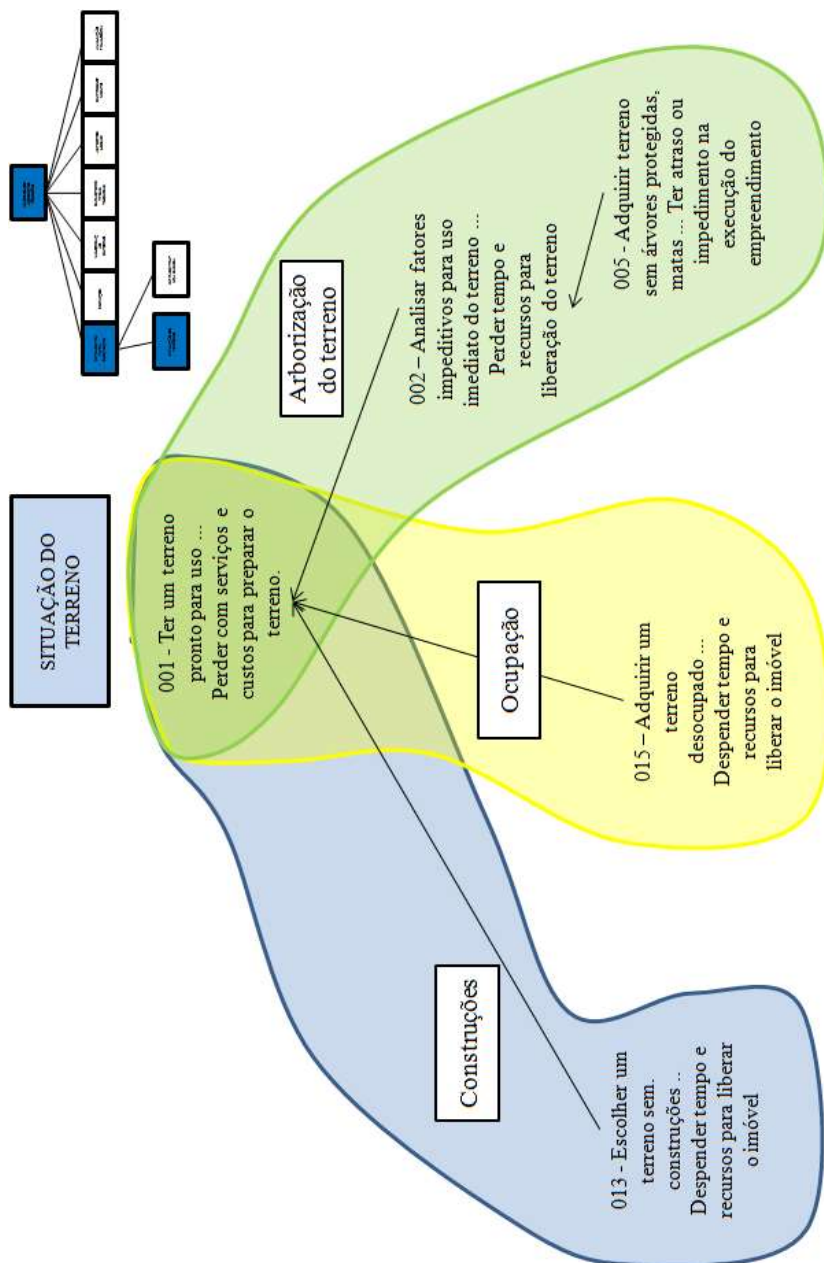 SITUAÇÃO DO
TERRENO
001 - Ter um terreno
pronto para uso ...
Perder com serviços e
custos para preparar o
terreno.
Construções
Ocupação
Arborização
do terreno
013 - Escolher um
terreno sem.
construções ..
Despender tempo e
recursos para liberar
o imóvel
015 – Adquirir um
terreno
desocupado ...
Despender tempo e
recursos para
liberar o imóvel
002 – Analisar fatores
impeditivos para uso
imediato do terreno ...
Perder tempo e
recursos para
liberação do terreno
005 - Adquirir terreno
sem árvores protegidas,
matas ... Ter atraso ou
impedimento na
execução do
empreendimento